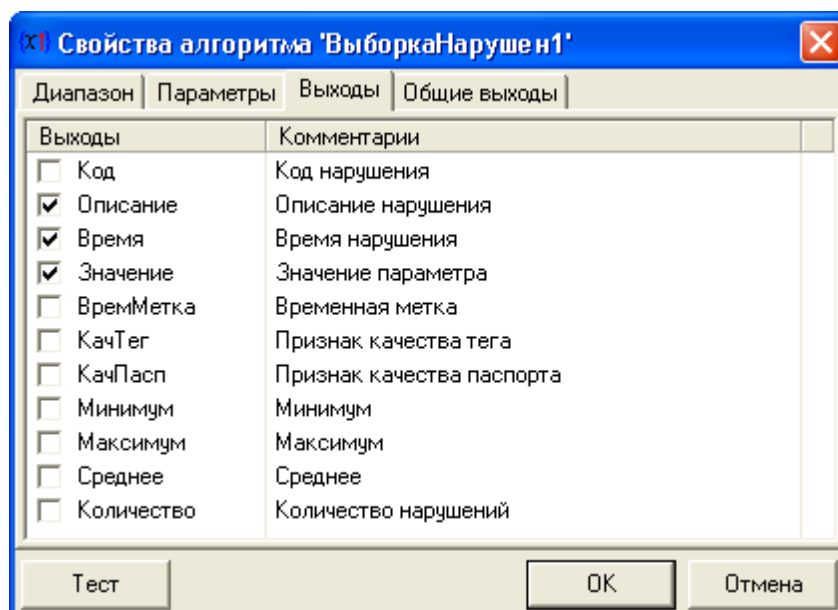 {x↑} Свойства алгоритма 'ВыборкаНарушен1'
Диапазон Параметры Выходы Общие выходы
Выходы Комментарии
Код Код нарушения
Описание Описание нарушения
Время Время нарушения
Значение Значение параметра
ВремМетка Временная метка
КачТег Признак качества тега
КачПасп Признак качества паспорта
Минимум Минимум
Максимум Максимум
Среднее Среднее
Количество Количество нарушений
Тест OK Отмена